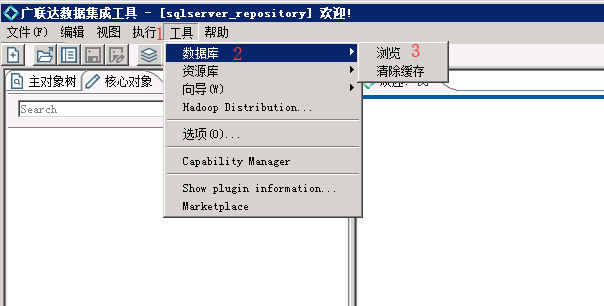 广联达数据集成工具 - [sqlserver_repository] 欢迎!
文件(F) 编辑 视图 执行 1 工具 帮助
数据库 2
浏览 3
资源库
清除缓存
主对象树 核心对象
向导(W)
Search
Hadoop Distribution...
选项(O)...
Capability Manager
Show plugin information...
Marketplace